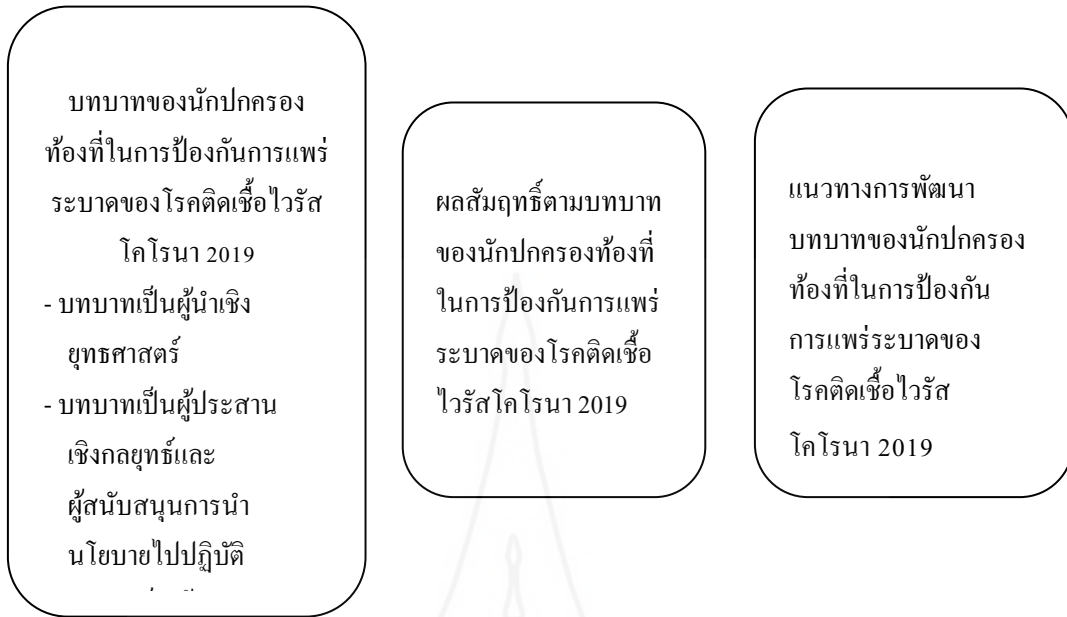 บทบาทของนักปกครอง
ท้องที่ในการป้องกันการแพร่
ระบาดของโรคติดเชื้อไวรัส
โคโรนา 2019
- บทบาทเป็นผู้นำเชิง
ยุทธศาสตร์
- บทบาทเป็นผู้ประสาน
เชิงกลยุทธ์และ
ผู้สนับสนุนการนำ
นโยบายไปปฏิบัติ
ผลสัมฤทธิ์ตามบทบาท
ของนักปกครองท้องที่
ในการป้องกันการแพร่
ระบาดของโรคติดเชื้อ
ไวรัสโคโรนา 2019
แนวทางการพัฒนา
บทบาทของนักปกครอง
ท้องที่ในการป้องกัน
การแพร่ระบาดของ
โรคติดเชื้อไวรัส
โคโรนา 2019